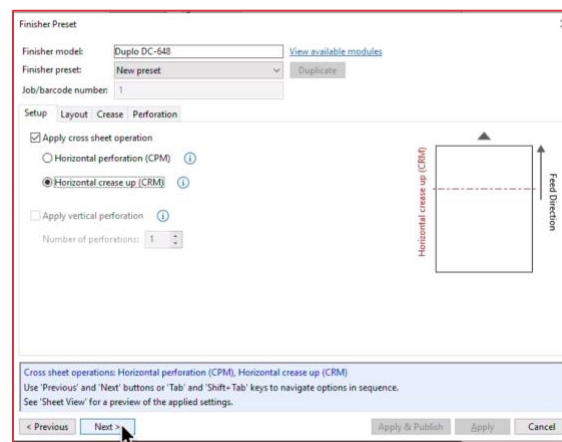 Finisher Preset
Finisher model: Duplo DC-648 View available modules
Finisher preset: New preset Duplicate
Job/barcode number: 1
Setup Layout Crease Perforation
Apply cross sheet operation
Horizontal perforation (CPM)
Horizontal crease up (CRM)
Apply vertical perforation
Number of perforations: 1
Horizontal crease up (CRM)
Feed Direction
Cross sheet operations: Horizontal perforation (CPM), Horizontal crease up (CRM)
Use 'Previous' and 'Next' buttons or 'Tab' and 'Shift+Tab' keys to navigate options in sequence.
See 'Sheet View' for a preview of the applied settings.
< Previous Next > Apply & Publish Apply Cancel